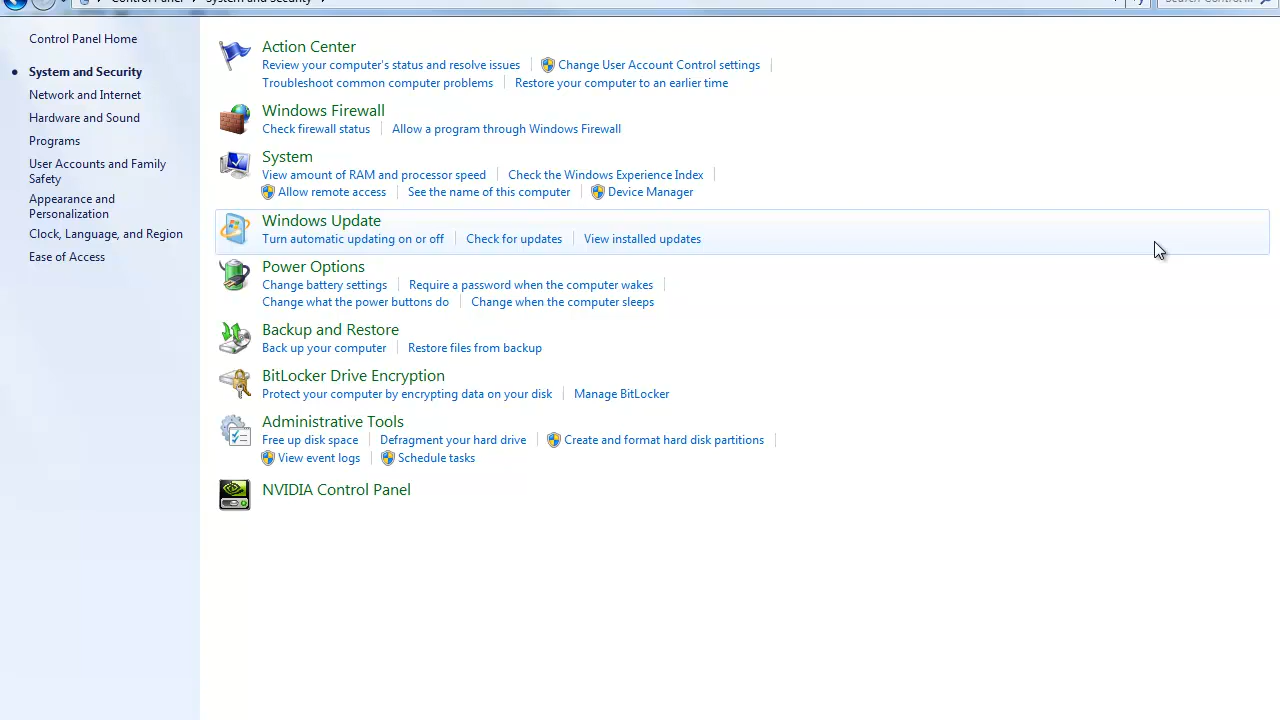 Control Panel System and Security Search Control
Control Panel Home
System and Security
Network and Internet
Hardware and Sound
Programs
User Accounts and Family
Safety
Appearance and
Personalization
Clock, Language, and Region
Ease of Access
Action Center
Review your computer's status and resolve issues Change User Account Control settings
Troubleshoot common computer problems Restore your computer to an earlier time
Windows Firewall
Check firewall status Allow a program through Windows Firewall
System
View amount of RAM and processor speed Check the Windows Experience Index
Allow remote access See the name of this computer Device Manager
Windows Update
Turn automatic updating on or off Check for updates View installed updates
Power Options
Change battery settings Require a password when the computer wakes
Change what the power buttons do Change when the computer sleeps
Backup and Restore
Back up your computer Restore files from backup
BitLocker Drive Encryption
Protect your computer by encrypting data on your disk Manage BitLocker
Administrative Tools
Free up disk space Defragment your hard drive Create and format hard disk partitions
View event logs Schedule tasks
NVIDIA Control Panel